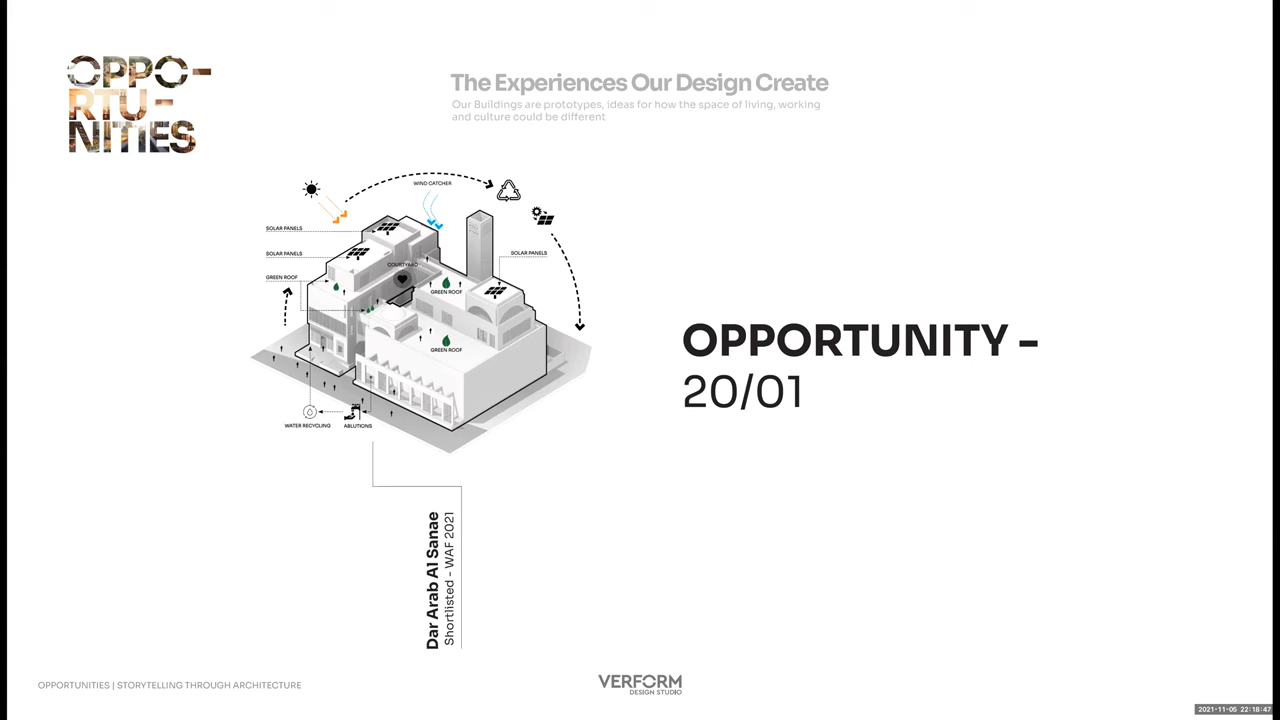 OPPO-
RTU-
NITIES
The Experiences Our Design Create
Our Buildings are prototypes, ideas for how the space of living, working
and culture could be different
WIND CATCHER
SOLAR PANELS
SOLAR PANELS
SOLAR PANELS
COURTYARD
GREEN ROOF
GREEN ROOF
GREEN ROOF
WATER RECYCLING
ABLUTIONS
OPPORTUNITY -
20/01
Dar Arab Al Sanae
Shortlisted - WAF 2021
OPPORTUNITIES | STORYTELLING THROUGH ARCHITECTURE
VERFORM
DESIGN STUDIO
2021-11-05 22:18:47